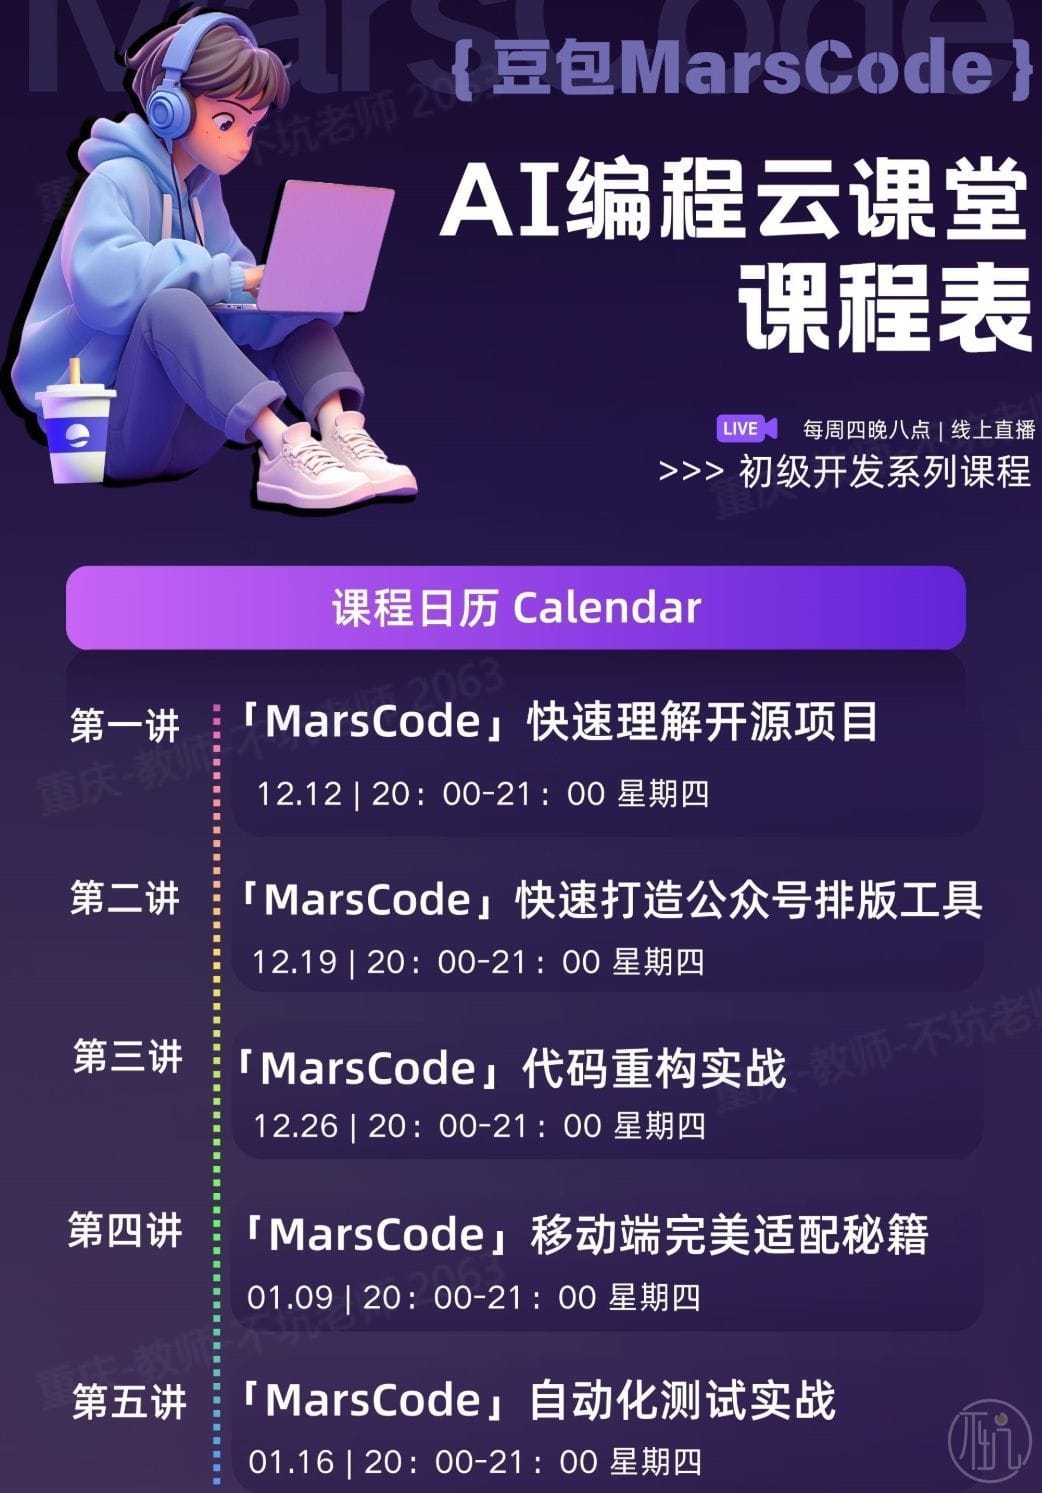 MarsCode
{ 豆包MarsCode }
AI编程云课堂
课程表
LIVE 每周四晚八点 | 线上直播
>>> 初级开发系列课程
课程日历 Calendar
第一讲 「MarsCode」快速理解开源项目
12.12 | 20：00-21：00 星期四
第二讲 「MarsCode」快速打造公众号排版工具
12.19 | 20：00-21：00 星期四
第三讲 「MarsCode」代码重构实战
12.26 | 20：00-21：00 星期四
第四讲 「MarsCode」移动端完美适配秘籍
01.09 | 20：00-21：00 星期四
第五讲 「MarsCode」自动化测试实战
01.16 | 20：00-21：00 星期四
重庆-教师-不坑老师 2063